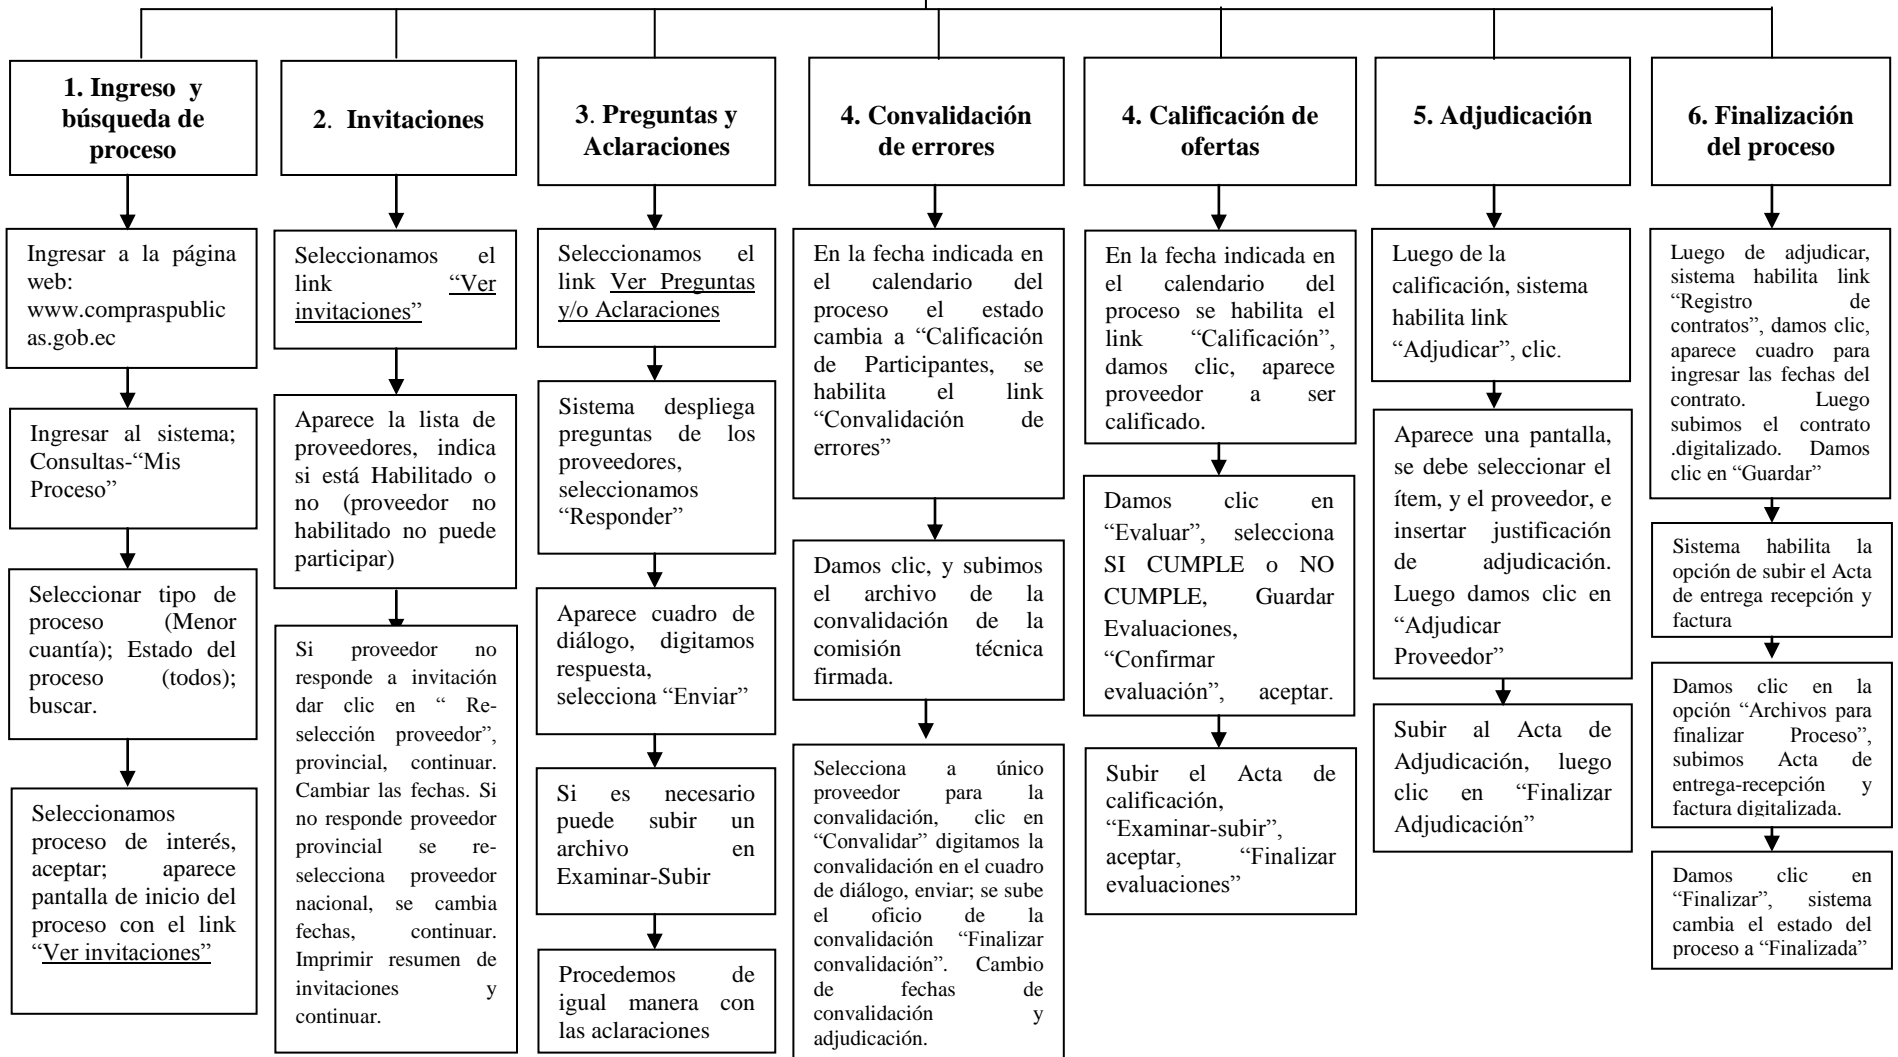 1. Ingreso y
búsqueda de
proceso
Ingresar a la página
web:
www.compraspublic
as.gob.ec
Ingresar al sistema;
Consultas-“Mis
Proceso”
Seleccionar tipo de
proceso (Menor
cuantía); Estado del
proceso (todos);
buscar.
Seleccionamos
proceso de interés,
aceptar; aparece
pantalla de inicio del
proceso con el link
“Ver invitaciones”
2. Invitaciones
Seleccionamos el
link “Ver
invitaciones”
Aparece la lista de
proveedores, indica
si está Habilitado o
no (proveedor no
habilitado no puede
participar)
Si proveedor no
responde a invitación
dar clic en “ Re-
selección proveedor”,
provincial, continuar.
Cambiar las fechas. Si
no responde proveedor
provincial se re-
selecciona proveedor
nacional, se cambia
fechas, continuar.
Imprimir resumen de
invitaciones y
continuar.
3. Preguntas y
Aclaraciones
Seleccionamos el
link Ver Preguntas
y/o Aclaraciones
Sistema despliega
preguntas de los
proveedores,
seleccionamos
“Responder”
Aparece cuadro de
diálogo, digitamos
respuesta,
selecciona “Enviar”
Si es necesario
puede subir un
archivo en
Examinar-Subir
Procedemos de
igual manera con
las aclaraciones
4. Convalidación
de errores
En la fecha indicada en
el calendario del
proceso el estado
cambia a “Calificación
de Participantes, se
habilita el link
“Convalidación de
errores”
Damos clic, y subimos
el archivo de la
convalidación de la
comisión técnica
firmada.
Selecciona a único
proveedor para la
convalidación, clic en
“Convalidar” digitamos la
convalidación en el cuadro
de diálogo, enviar; se sube
el oficio de la
convalidación “Finalizar
convalidación”. Cambio
de fechas de
convalidación y
adjudicación.
4. Calificación de
ofertas
En la fecha indicada en
el calendario del
proceso se habilita el
link “Calificación”,
damos clic, aparece
proveedor a ser
calificado.
Damos clic en
“Evaluar”, selecciona
SI CUMPLE o NO
CUMPLE, Guardar
Evaluaciones,
“Confirmar
evaluación”, aceptar.
Subir el Acta de
calificación,
“Examinar-subir”,
aceptar, “Finalizar
evaluaciones”
5. Adjudicación
Luego de la
calificación, sistema
habilita link
“Adjudicar”, clic.
Aparece una pantalla,
se debe seleccionar el
ítem, y el proveedor, e
insertar justificación
de adjudicación.
Luego damos clic en
“Adjudicar
Proveedor”
Subir al Acta de
Adjudicación, luego
clic en “Finalizar
Adjudicación”
6. Finalización
del proceso
Luego de adjudicar,
sistema habilita link
“Registro de
contratos”, damos clic,
aparece cuadro para
ingresar las fechas del
contrato. Luego
subimos el contrato
.digitalizado. Damos
clic en “Guardar”
Sistema habilita la
opción de subir el Acta
de entrega recepción y
factura
Damos clic en la
opción “Archivos para
finalizar Proceso”,
subimos Acta de
entrega-recepción y
factura digitalizada.
Damos clic en
“Finalizar”, sistema
cambia el estado del
proceso a “Finalizada”